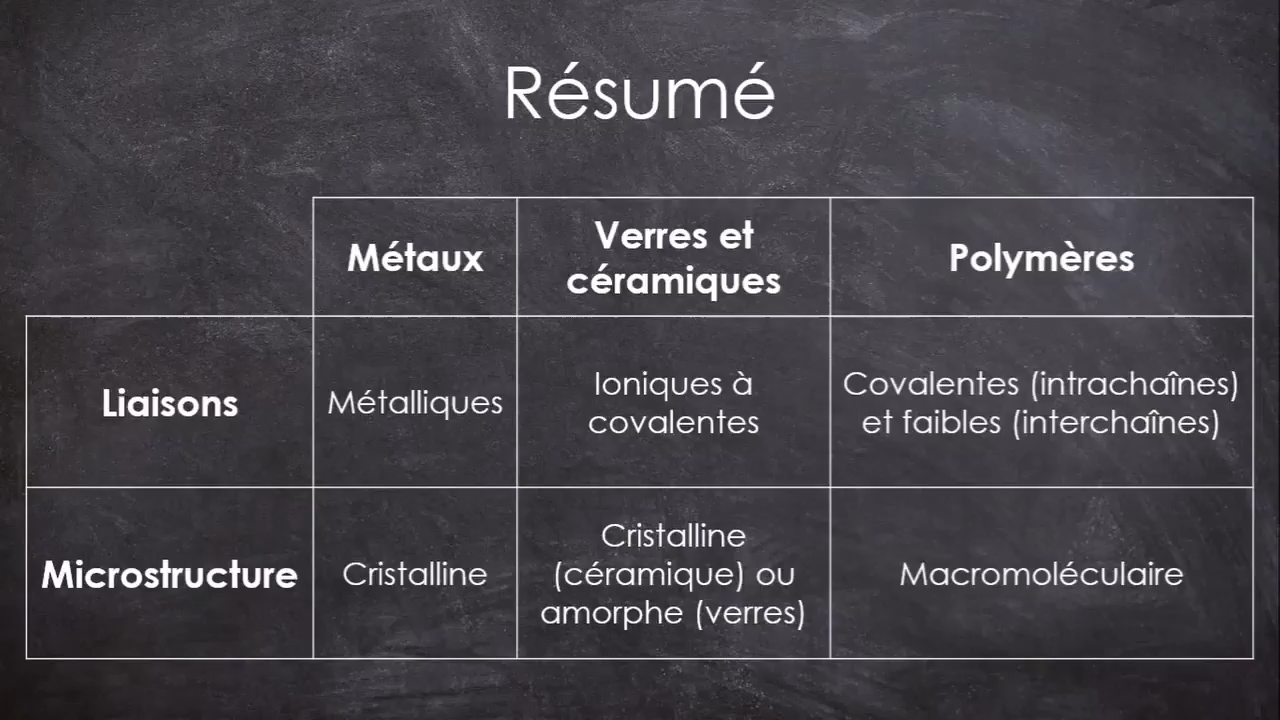 Résumé
Métaux
Verres et
céramiques
Polymères
Liaisons
Métalliques
Ioniques à
covalentes
Covalentes (intrachaînes)
et faibles (interchaînes)
Microstructure
Cristalline
Cristalline
(céramique) ou
amorphe (verres)
Macromoléculaire